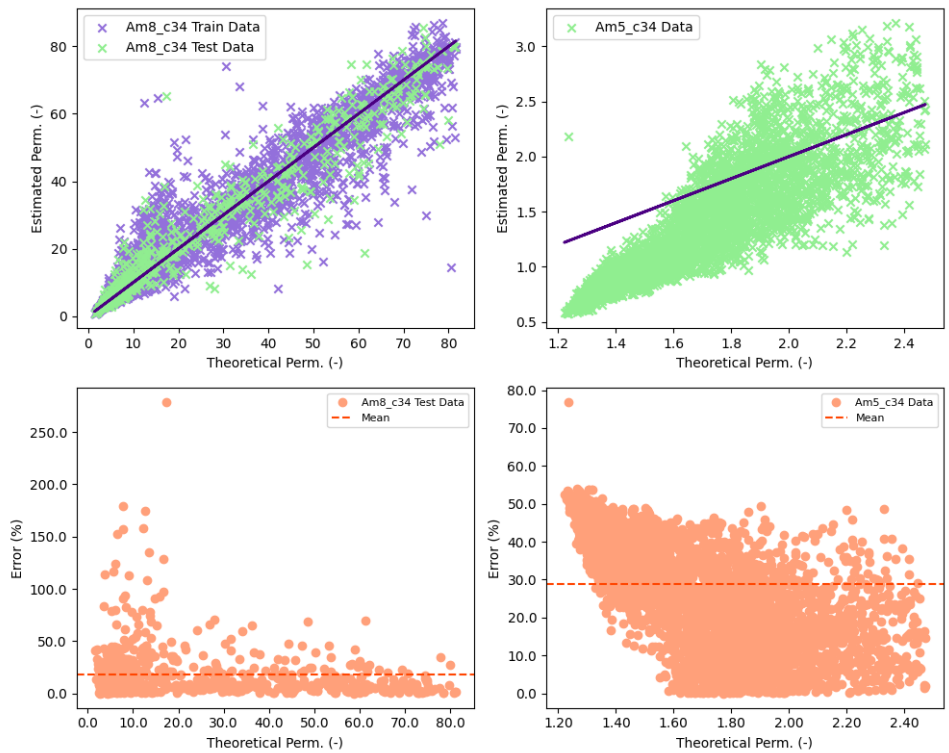 Am8_c34 Train Data
Am8_c34 Test Data
80
60
40
20
0
Estimated Perm. (-)
0 10 20 30 40 50 60 70 80
Theoretical Perm. (-)
Am5_c34 Data
3.0
2.5
2.0
1.5
1.0
0.5
Estimated Perm. (-)
1.2 1.4 1.6 1.8 2.0 2.2 2.4
Theoretical Perm. (-)
Am8_c34 Test Data
Mean
250.0
200.0
150.0
100.0
50.0
0.0
Error (%)
0.0 10.0 20.0 30.0 40.0 50.0 60.0 70.0 80.0
Theoretical Perm. (-)
Am5_c34 Data
Mean
80.0
70.0
60.0
50.0
40.0
30.0
20.0
10.0
0.0
Error (%)
1.20 1.40 1.60 1.80 2.00 2.20 2.40
Theoretical Perm. (-)